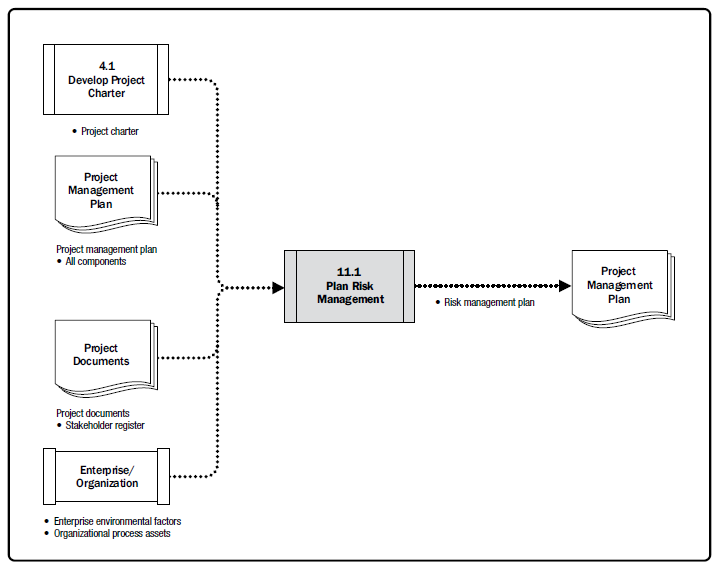 4.1
Develop Project
Charter
• Project charter
Project
Management
Plan
Project management plan
• All components
11.1
Plan Risk
Management
• Risk management plan
Project
Management
Plan
Project
Documents
Project documents
• Stakeholder register
Enterprise/
Organization
• Enterprise environmental factors
• Organizational process assets